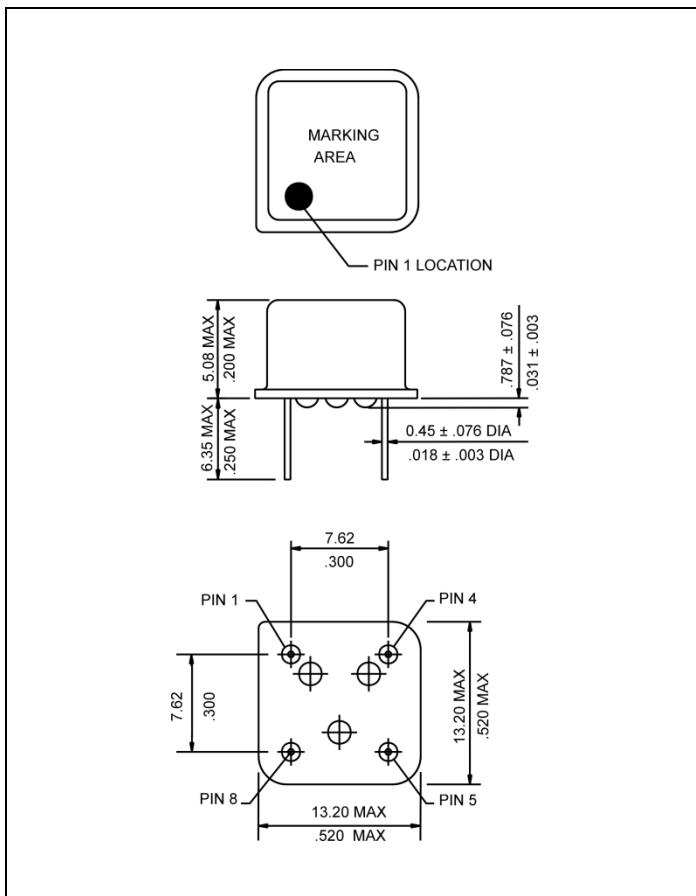 MARKING
AREA
PIN 1 LOCATION
5.08 MAX
.200 MAX
6.35 MAX
.250 MAX
.787 ± .076
.031 ± .003
0.45 ± .076 DIA
.018 ± .003 DIA
7.62
.300
PIN 1
PIN 4
7.62
.300
13.20 MAX
.520 MAX
PIN 8
PIN 5
13.20 MAX
.520 MAX